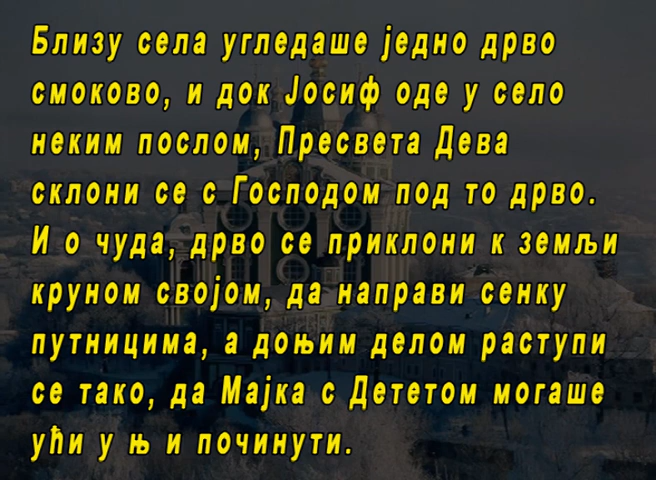 Близу села угледаше једно дрво
смоково, и док Јосиф оде у село
неким послом, Пресвета Дева
склони се с Господом под то дрво.
И о чуда, дрво се приклони к земљи
круном својом, да направи сенку
путницима, а доњим делом раступи
се тако, да Мајка с Дететом могаше
ући у њ и починути.